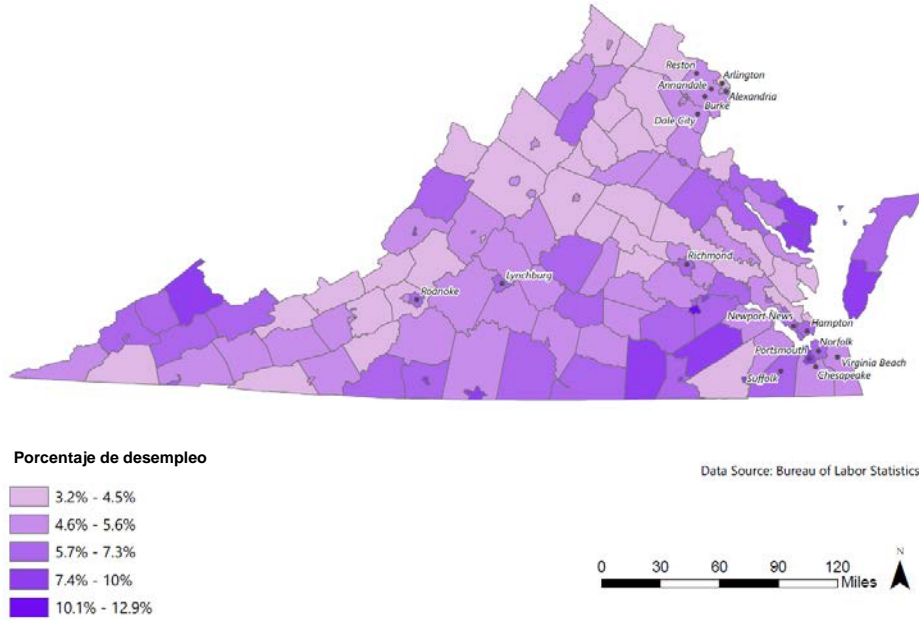 Reston
Arlington
Annandale
Alexandria
Burke
Dale City
Richmond
Lynchburg
Roanoke
Newport News
Hampton
Norfolk
Portsmouth
Virginia Beach
Suffolk
Chesapeake
Porcentaje de desempleo
Data Source: Bureau of Labor Statistics
3.2% - 4.5%
4.6% - 5.6%
5.7% - 7.3%
7.4% - 10%
10.1% - 12.9%
N
0 30 60 90 120
Miles